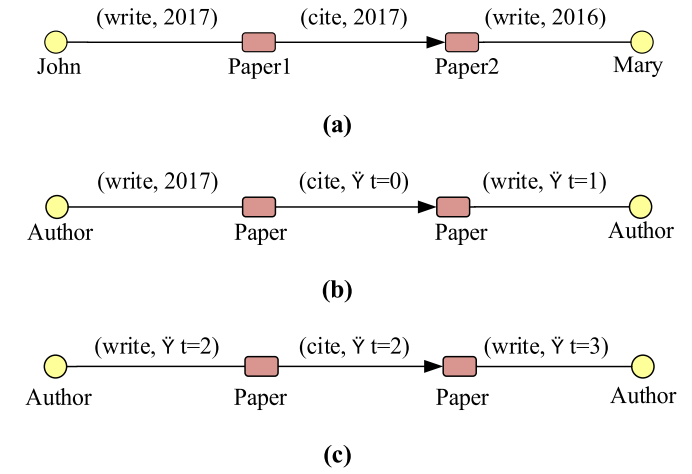 (write, 2017) (cite, 2017) (write, 2016)
John Paper1 Paper2 Mary
(a)
(write, 2017) (cite, Ÿ t=0) (write, Ÿ t=1)
Author Paper Paper Author
(b)
(write, Ÿ t=2) (cite, Ÿ t=2) (write, Ÿ t=3)
Author Paper Paper Author
(c)